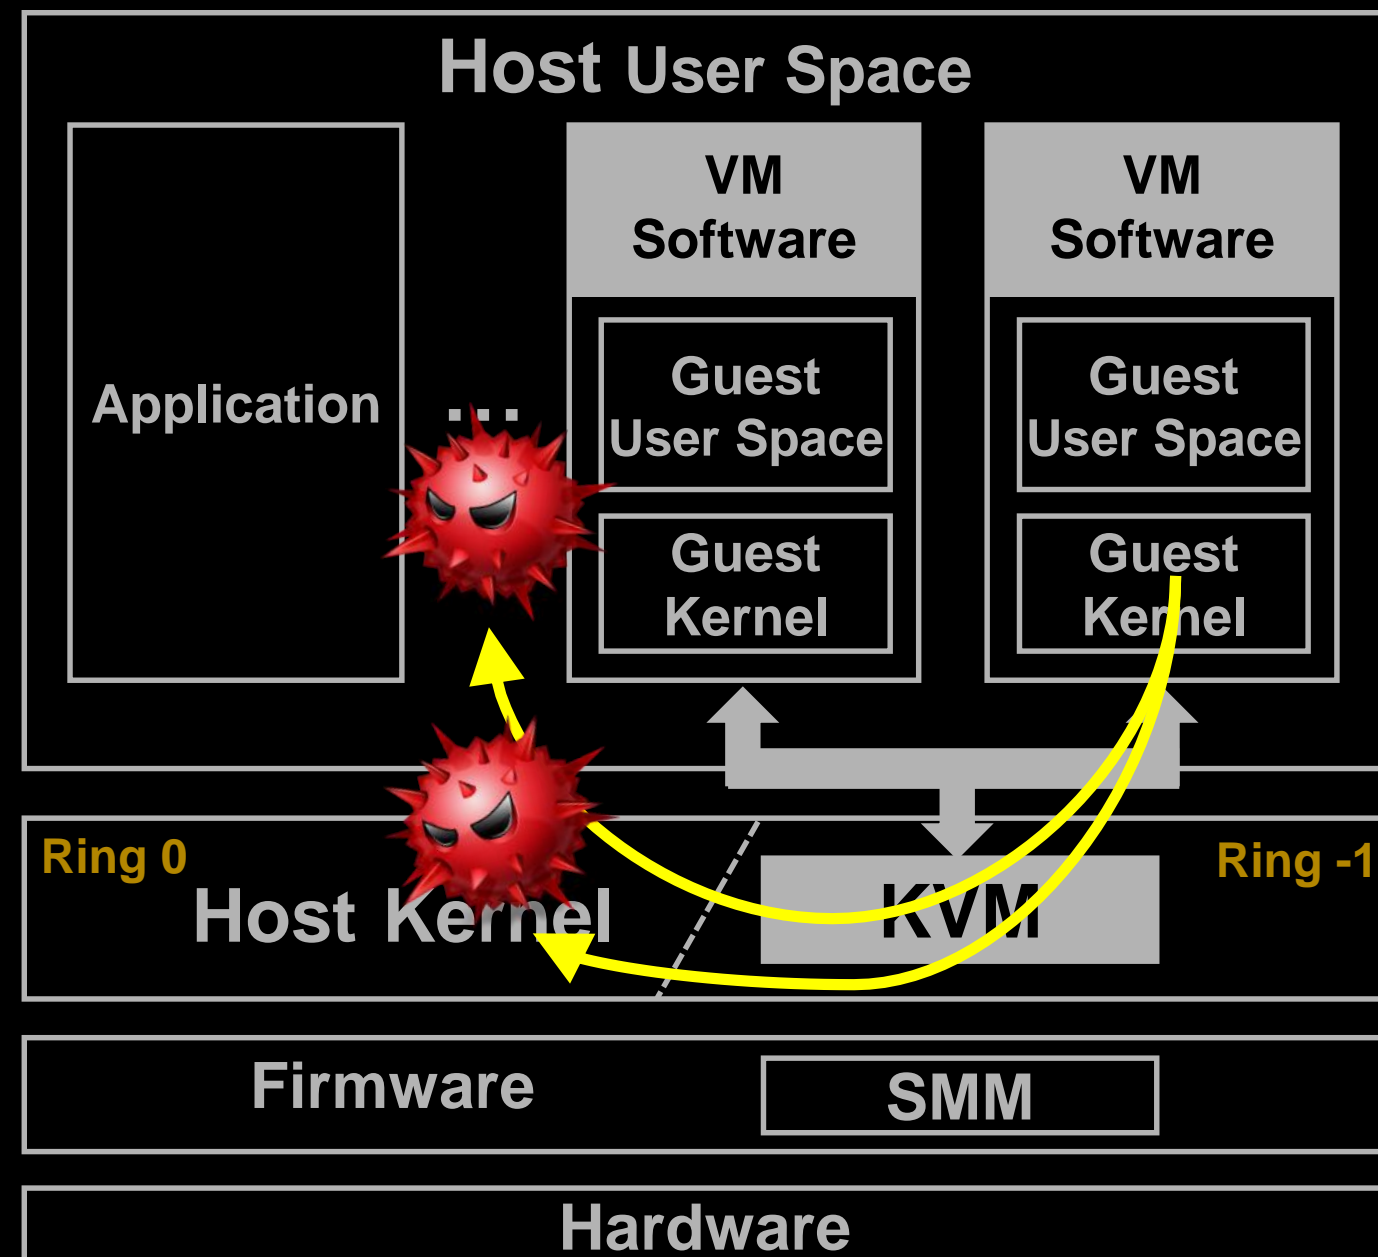 Host User Space
VM
Software
VM
Software
Application
...
Guest
User Space
Guest
User Space
Guest
Kernel
Guest
Kernel
Ring 0
Host Kernel
KVM
Ring -1
Firmware
SMM
Hardware